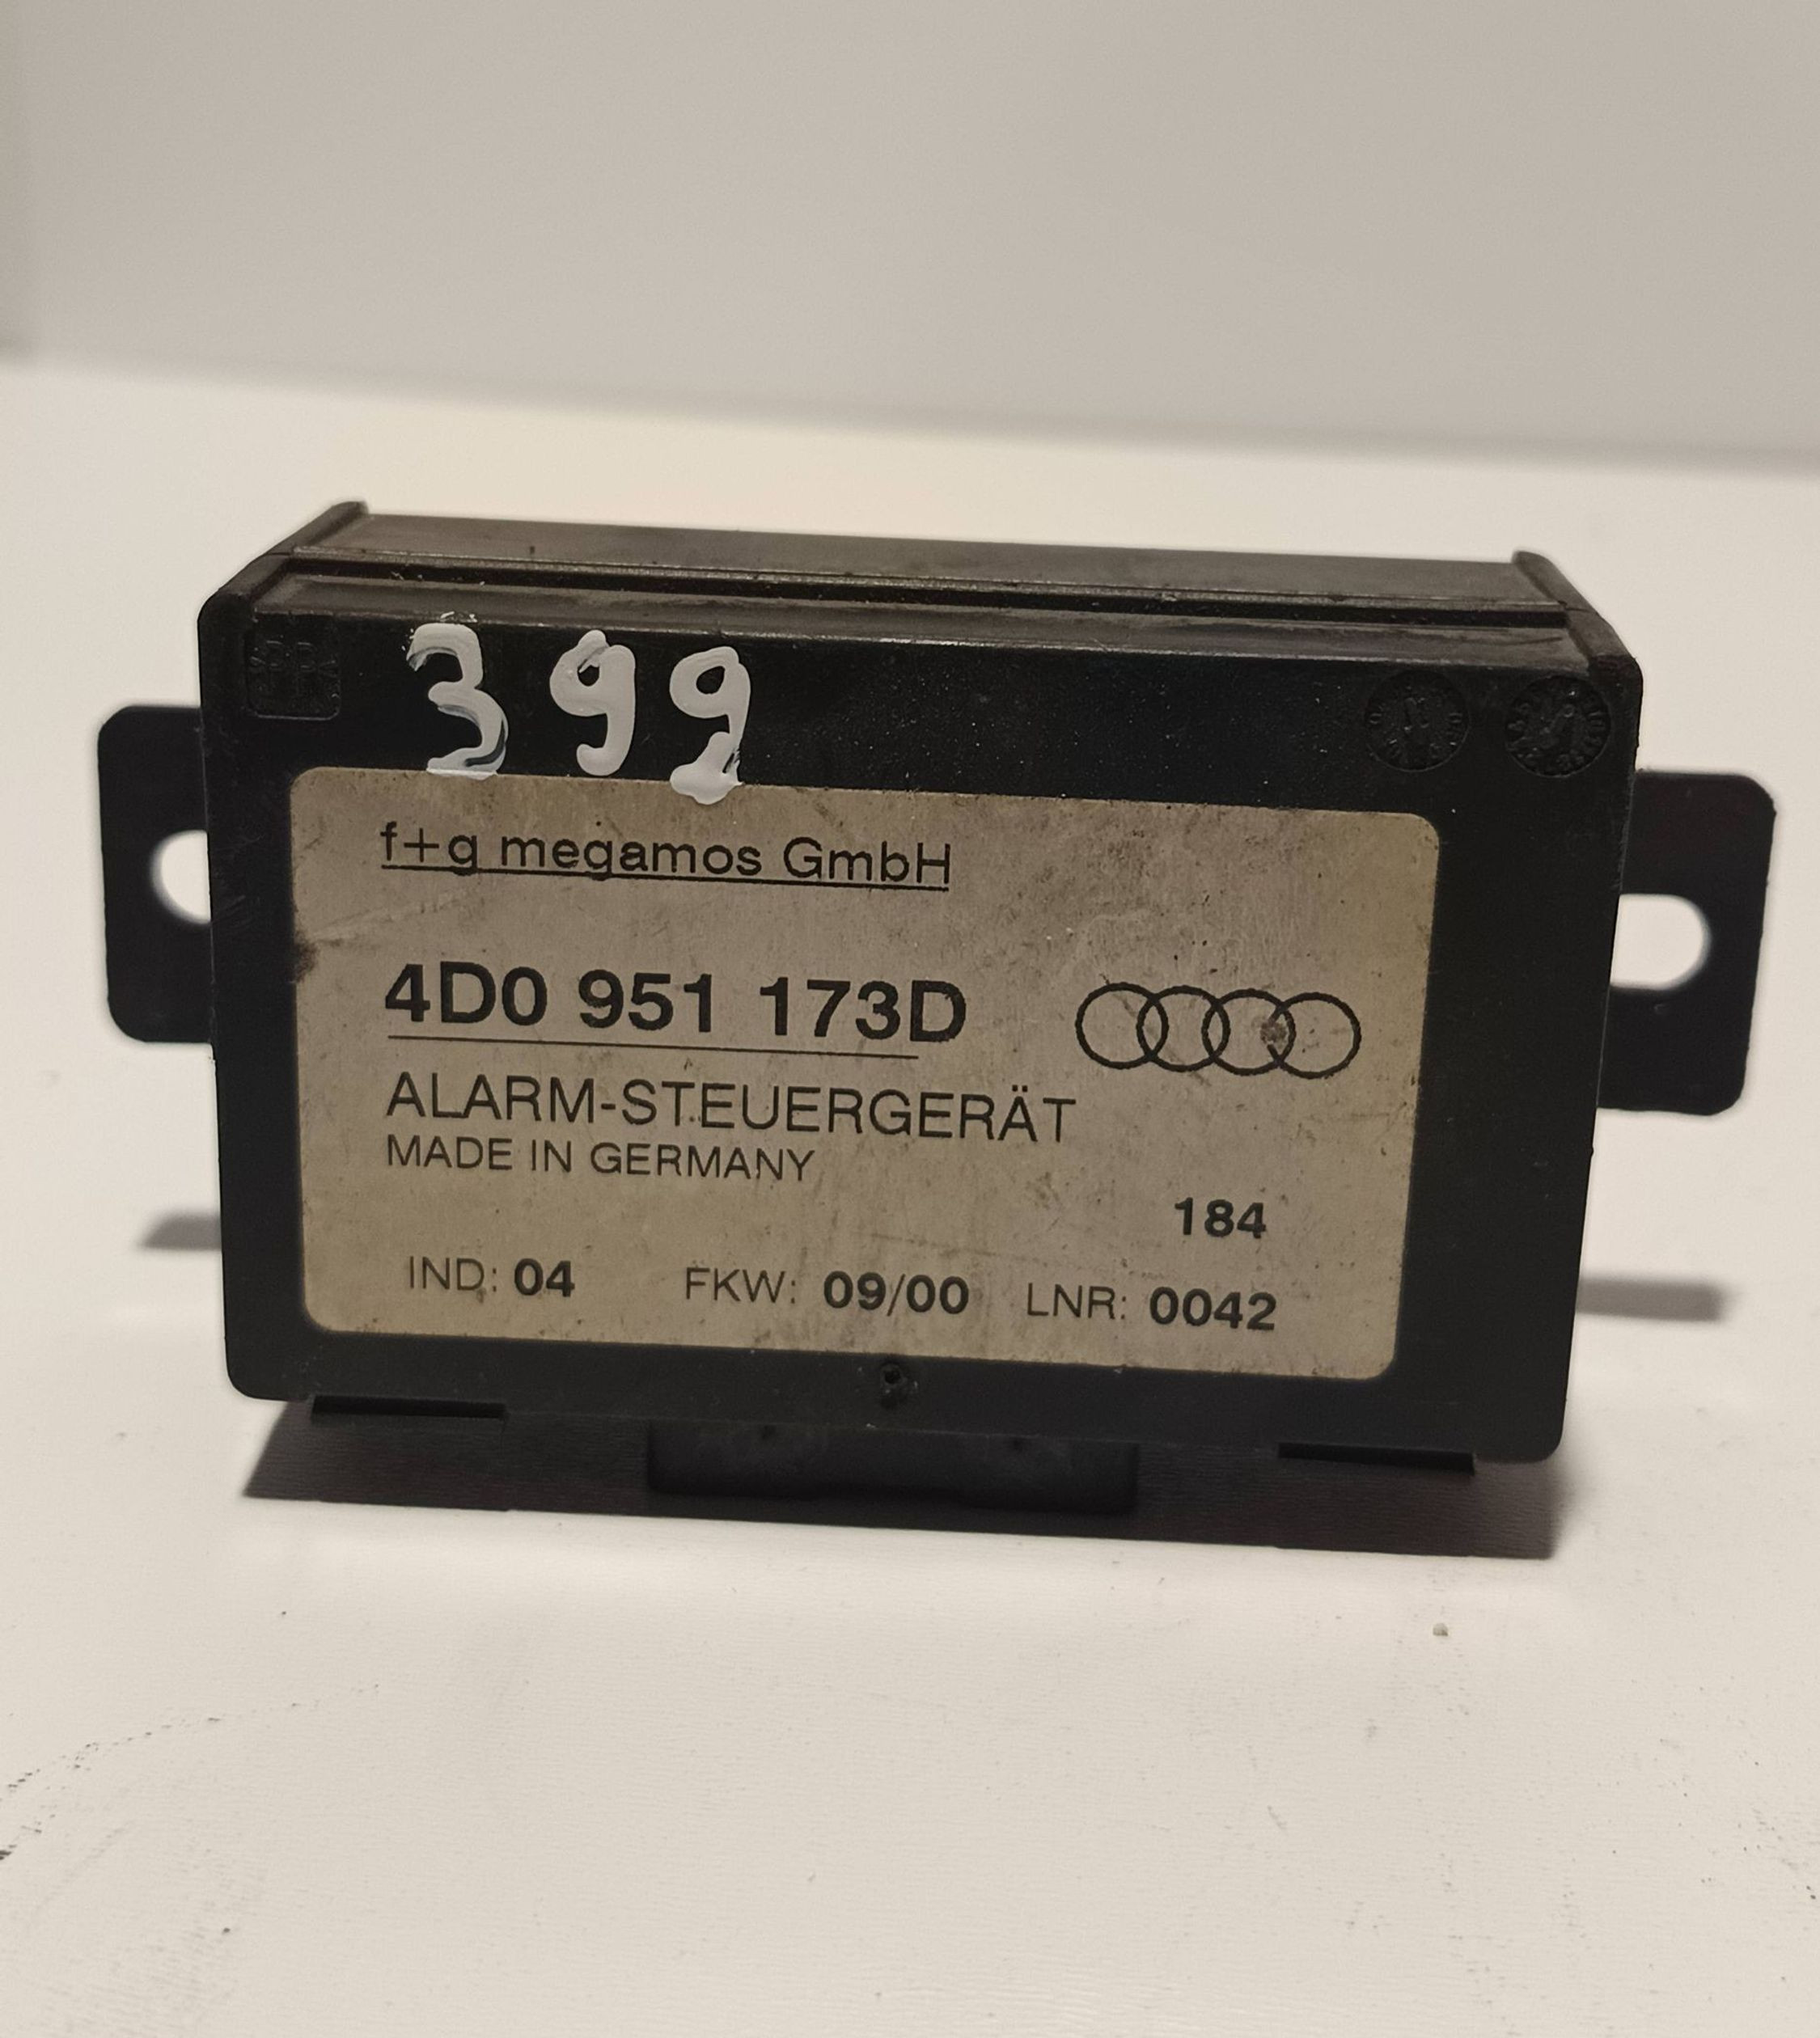 399
f+g megamos GmbH
4D0 951 173D
ALARM-STEUERGERÄT
MADE IN GERMANY
184
IND: 04 FKW: 09/00 LNR: 0042